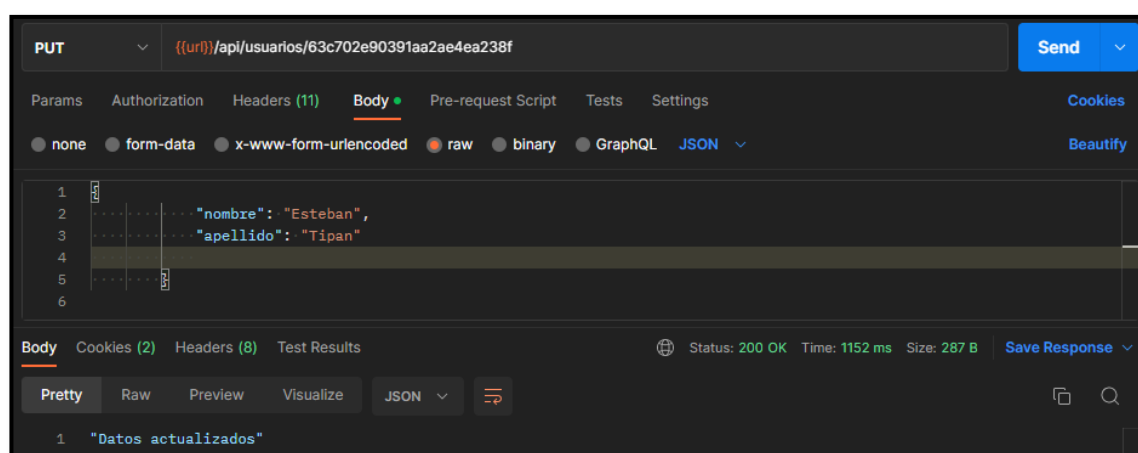 PUT {{url}}/api/usuarios/63c702e90391aa2ae4ea238f Send
Params Authorization Headers (11) Body Pre-request Script Tests Settings Cookies
none form-data x-www-form-urlencoded raw binary GraphQL JSON Beautify
1 {
2 "nombre": "Esteban",
3 "apellido": "Tipan"
4
5 }
6
Body Cookies (2) Headers (8) Test Results Status: 200 OK Time: 1152 ms Size: 287 B Save Response
Pretty Raw Preview Visualize JSON
1 "Datos actualizados"